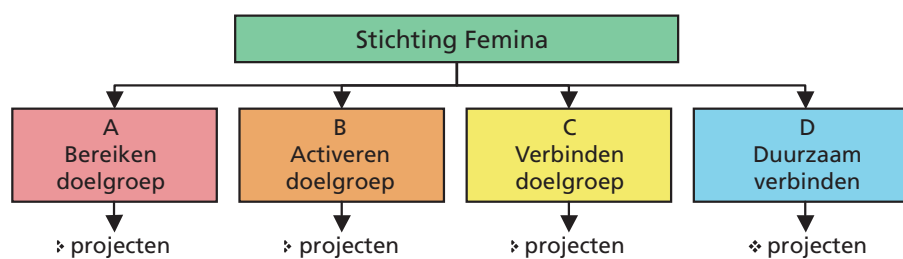 Stichting Femina
A
Bereiken
doelgroep
B
Activeren
doelgroep
C
Verbinden
doelgroep
D
Duurzaam
verbinden
projecten
projecten
projecten
❖ projecten